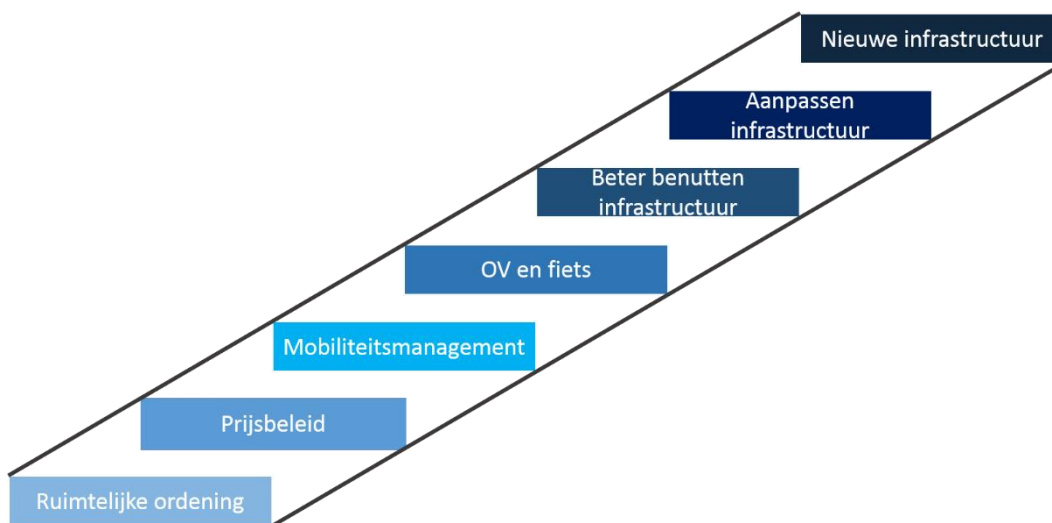 Nieuwe infrastructuur
Aanpassen
infrastructuur
Beter benutten
infrastructuur
OV en fiets
Mobiliteitsmanagement
Prijsbeleid
Ruimtelijke ordening